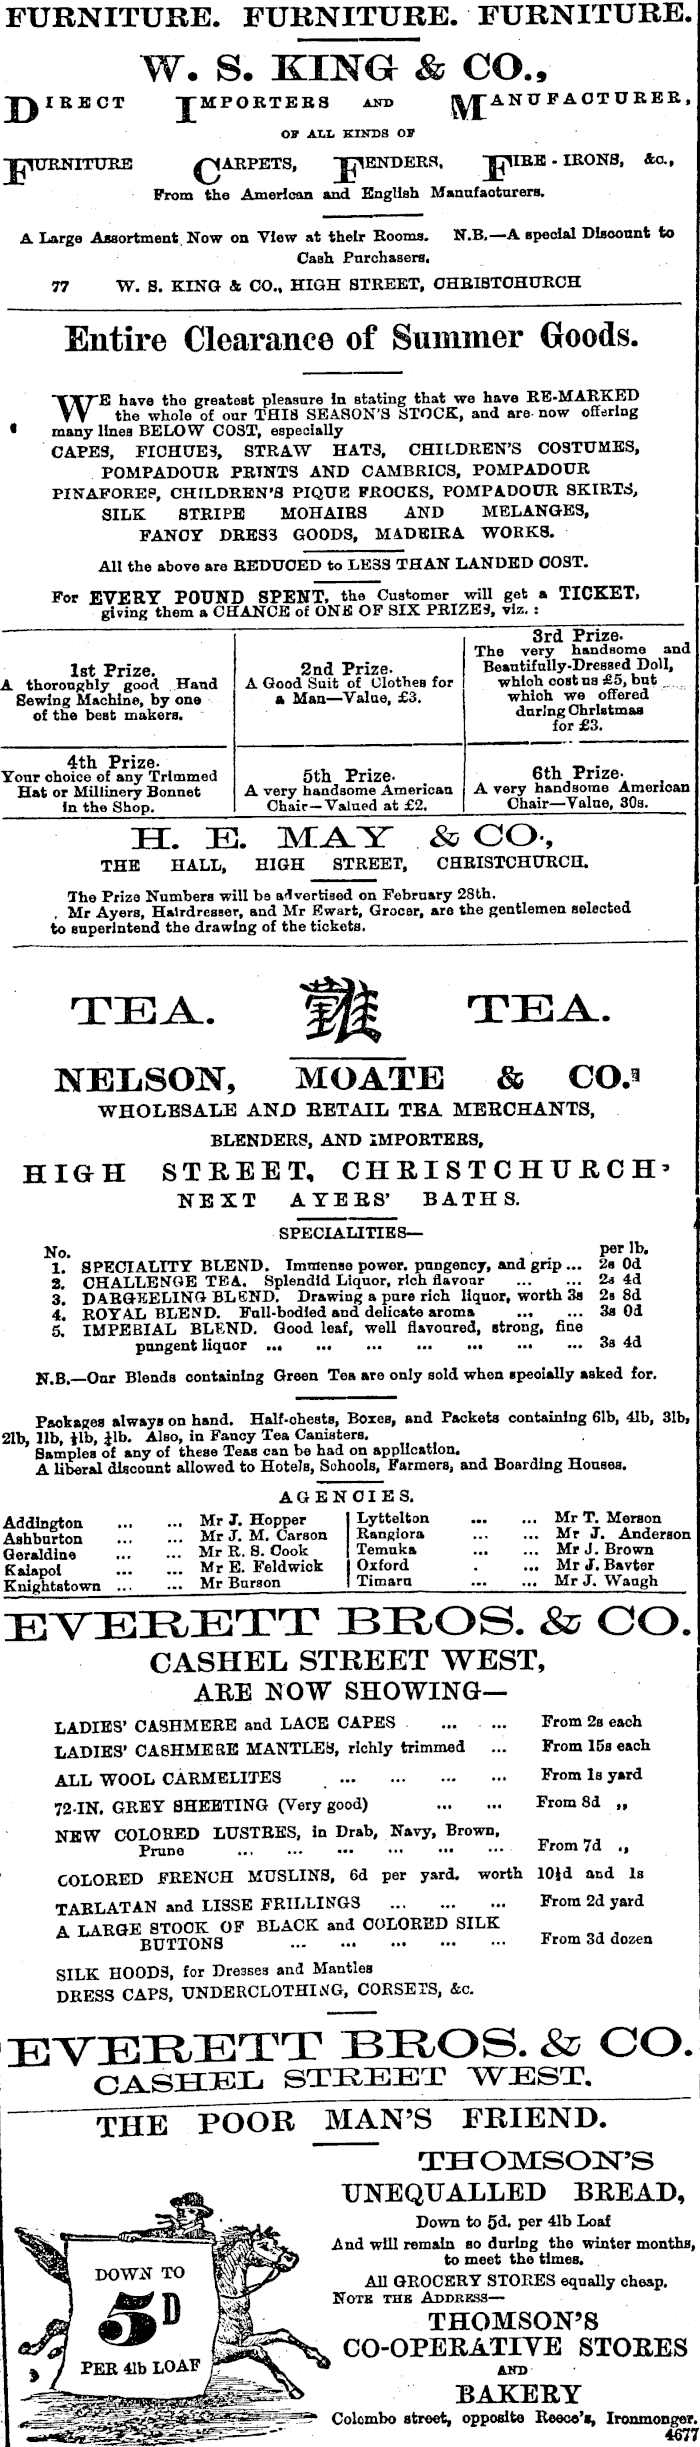 FURNITURE. FURNITURE. FURNITURE.
W. S. KING & CO.,
DIRECT IMPORTERS AND MANUFACTURER,
OF ALL KINDS OF
FURNITURE CARPETS, FENDERS, FIRE-IRONS, &c.,
From the American and English Manufacturers.
A Large Assortment Now on View at their Rooms. N.B.—A special Discount to
Cash Purchasers.
77 W. S. KING & CO., HIGH STREET, CHRISTCHURCH
Entire Clearance of Summer Goods.
WE have the greatest pleasure in stating that we have RE-MARKED
the whole of our THIS SEASON'S STOCK, and are now offering
many lines BELOW COST, especially
CAPES, FICHUES, STRAW HATS, CHILDREN'S COSTUMES,
POMPADOUR PRINTS AND CAMBRICS, POMPADOUR
PINAFORES, CHILDREN'S PIQUE FROCKS, POMPADOUR SKIRTS,
SILK STRIPE MOHAIRS AND MELANGES,
FANCY DRESS GOODS, MADEIRA WORKS.
All the above are REDUCED to LESS THAN LANDED COST.
For EVERY POUND SPENT, the Customer will get a TICKET,
giving them a CHANCE of ONE OF SIX PRIZES, viz. :
1st Prize.
A thoroughly good Hand
Sewing Machine, by one
of the best makers.
2nd Prize.
A Good Suit of Clothes for
a Man—Value, £3.
3rd Prize.
The very handsome and
Beautifully-Dressed Doll,
which cost us £5, but
which we offered
during Christmas
for £3.
4th Prize.
Your choice of any Trimmed
Hat or Millinery Bonnet
in the Shop.
5th Prize.
A very handsome American
Chair—Valued at £2.
6th Prize.
A very handsome American
Chair—Value, 30s.
H. E. MAY & CO.,
THE HALL, HIGH STREET, CHRISTCHURCH.
The Prize Numbers will be advertised on February 28th.
Mr Ayers, Hairdresser, and Mr Ewart, Grocer, are the gentlemen selected
to superintend the drawing of the tickets.
TEA. TEA.
NELSON, MOATE & CO.,
WHOLESALE AND RETAIL TEA MERCHANTS,
BLENDERS, AND IMPORTERS,
HIGH STREET, CHRISTCHURCH,
NEXT AYERS' BATHS.
SPECIALITIES—
No. per lb.
1. SPECIALITY BLEND. Immense power, pungency, and grip ... 2s 0d
2. CHALLENGE TEA. Splendid Liquor, rich flavour ... ... 2s 4d
3. DARGEELING BLEND. Drawing a pure rich liquor, worth 3s 2s 8d
4. ROYAL BLEND. Full-bodied and delicate aroma ... ... 3s 0d
5. IMPERIAL BLEND. Good leaf, well flavoured, strong, fine
pungent liquor ... ... ... ... ... ... ... 3s 4d
N.B.—Our Blends containing Green Tea are only sold when specially asked for.
Packages always on hand. Half-chests, Boxes, and Packets containing 6lb, 4lb, 3lb,
2lb, 1lb, ½lb, ¼lb. Also, in Fancy Tea Canisters.
Samples of any of these Teas can be had on application.
A liberal discount allowed to Hotels, Schools, Farmers, and Boarding Houses.
AGENCIES.
Addington ... ... Mr J. Hopper
Ashburton ... ... Mr J. M. Carson
Geraldine ... ... Mr R. S. Cook
Kaiapoi ... ... Mr E. Feldwick
Knightstown ... ... Mr Burson
Lyttelton ... ... Mr T. Merson
Rangiora ... ... Mr J. Anderson
Temuka ... ... Mr J. Brown
Oxford . ... Mr J. Baxter
Timaru ... ... Mr J. Waugh
EVERETT BROS. & CO.
CASHEL STREET WEST,
ARE NOW SHOWING—
LADIES' CASHMERE and LACE CAPES ... ... From 2s each
LADIES' CASHMERE MANTLES, richly trimmed ... From 15s each
ALL WOOL CARMELITES ... ... ... ... From 1s yard
72-IN. GREY SHEETING (Very good) ... ... From 8d ,,
NEW COLORED LUSTRES, in Drab, Navy, Brown,
Prune ... ... ... ... ... ... From 7d ,,
COLORED FRENCH MUSLINS, 6d per yard. worth 10½d and 1s
TARLATAN and LISSE FRILLINGS ... ... ... From 2d yard
A LARGE STOCK OF BLACK and COLORED SILK
BUTTONS ... ... ... ... ... From 3d dozen
SILK HOODS, for Dresses and Mantles
DRESS CAPS, UNDERCLOTHING, CORSETS, &c.
EVERETT BROS. & CO.
CASHEL STREET WEST.
THE POOR MAN'S FRIEND.
DOWN TO
5D
PER 4lb LOAF
THOMSON'S
UNEQUALLED BREAD,
Down to 5d. per 4lb Loaf
And will remain so during the winter months,
to meet the times.
All GROCERY STORES equally cheap.
NOTE THE ADDRESS—
THOMSON'S
CO-OPERATIVE STORES
AND
BAKERY
Colombo street, opposite Reece's, Ironmonger.
4677